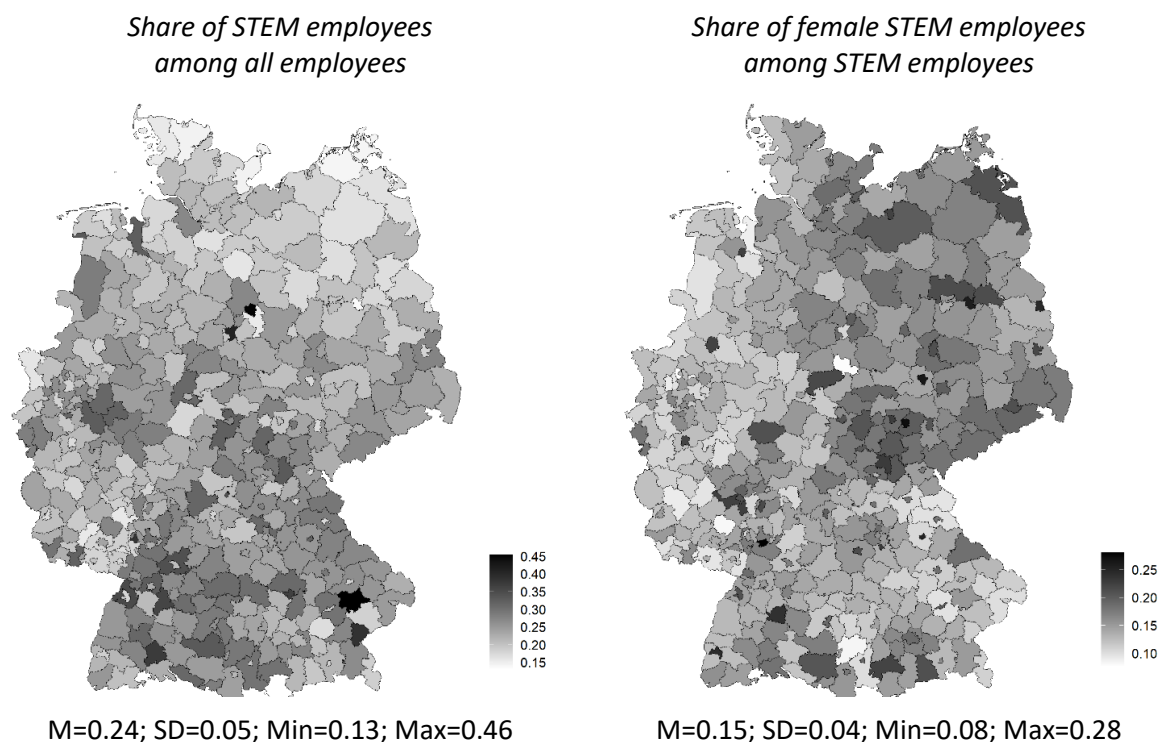 Share of STEM employees
among all employees
Share of female STEM employees
among STEM employees
0.45
0.40
0.35
0.30
0.25
0.20
0.15
0.25
0.20
0.15
0.10
M=0.24; SD=0.05; Min=0.13; Max=0.46
M=0.15; SD=0.04; Min=0.08; Max=0.28